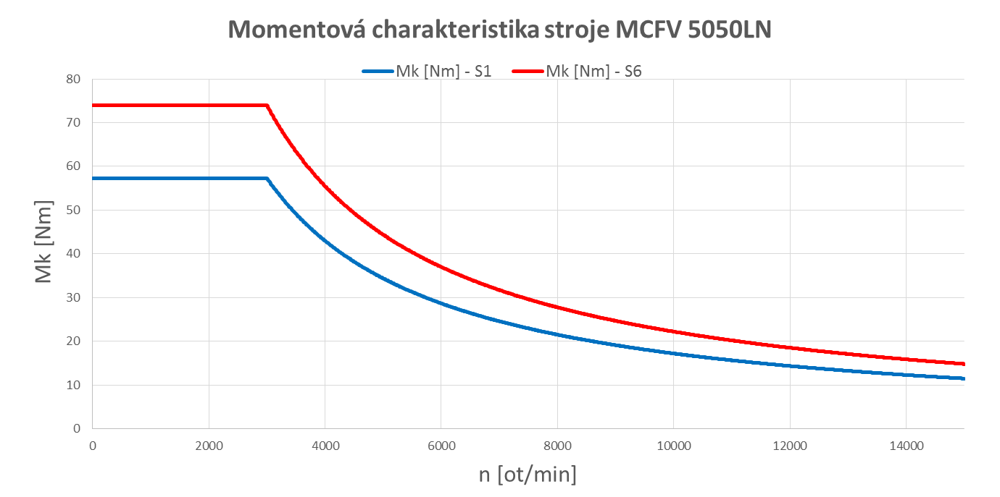 Momentová charakteristika stroje MCFV 5050LN
Mk [Nm] - S1 Mk [Nm] - S6
80
70
60
50
40
30
20
10
0
Mk [Nm]
0 2000 4000 6000 8000 10000 12000 14000
n [ot/min]